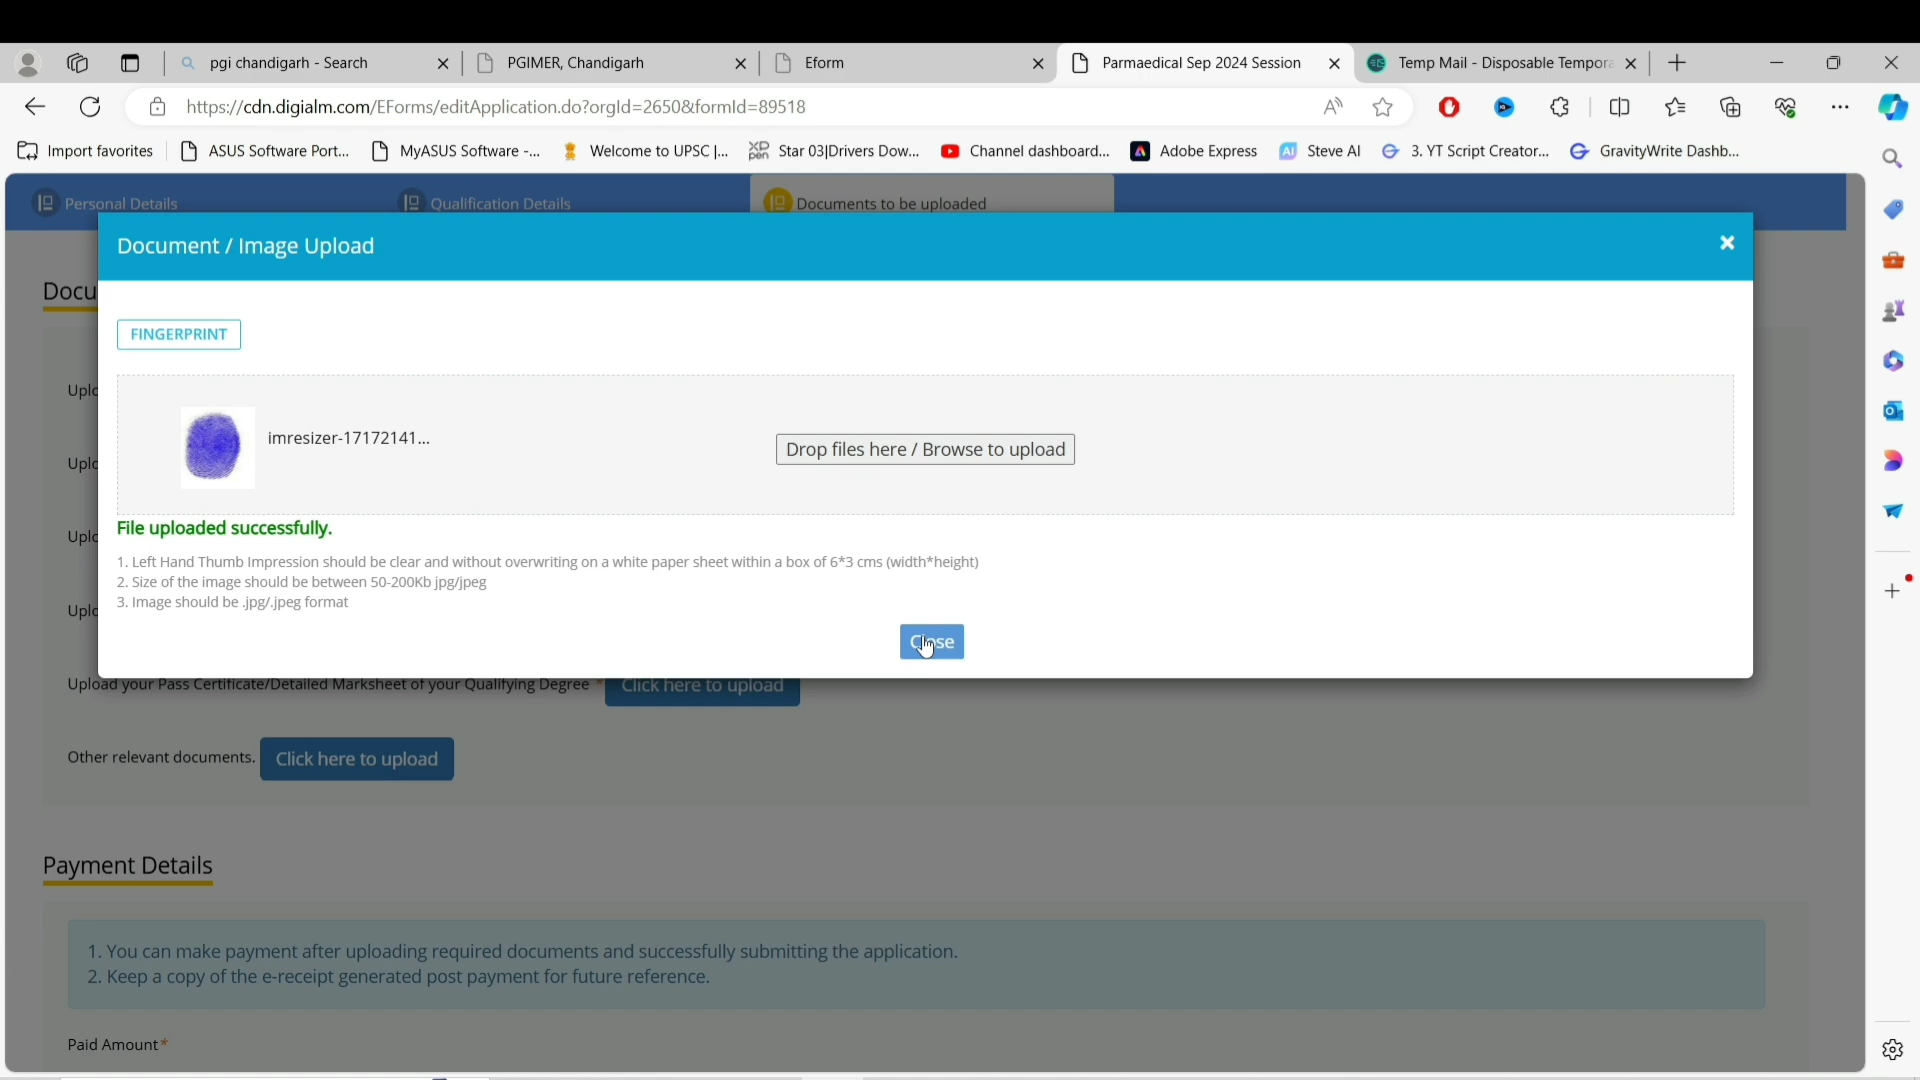 pgi chandigarh - Search
PGIMER, Chandigarh
Eform
Parmaedical Sep 2024 Session
Temp Mail - Disposable Tempora
https://cdn.digialm.com/EForms/editApplication.do?orgId=2650&formId=89518
Import favorites
ASUS Software Port...
MyASUS Software -...
Welcome to UPSC |...
Star 03|Drivers Dow...
Channel dashboard...
Adobe Express
Steve AI
3. YT Script Creator...
GravityWrite Dashb...
Personal Details
Qualification Details
Documents to be uploaded
Document / Image Upload
Docu
FINGERPRINT
Uplo
imresizer-17172141...
Drop files here / Browse to upload
Uplo
File uploaded successfully.
Uplo
1. Left Hand Thumb Impression should be clear and without overwriting on a white paper sheet within a box of 6*3 cms (width*height)
2. Size of the image should be between 50-200Kb jpg/jpeg
3. Image should be .jpg/.jpeg format
Uplo
Close
Upload your Pass Certificate/Detailed Marksheet of your Qualifying Degree *
Click here to upload
Other relevant documents.
Click here to upload
Payment Details
1. You can make payment after uploading required documents and successfully submitting the application.
2. Keep a copy of the e-receipt generated post payment for future reference.
Paid Amount*